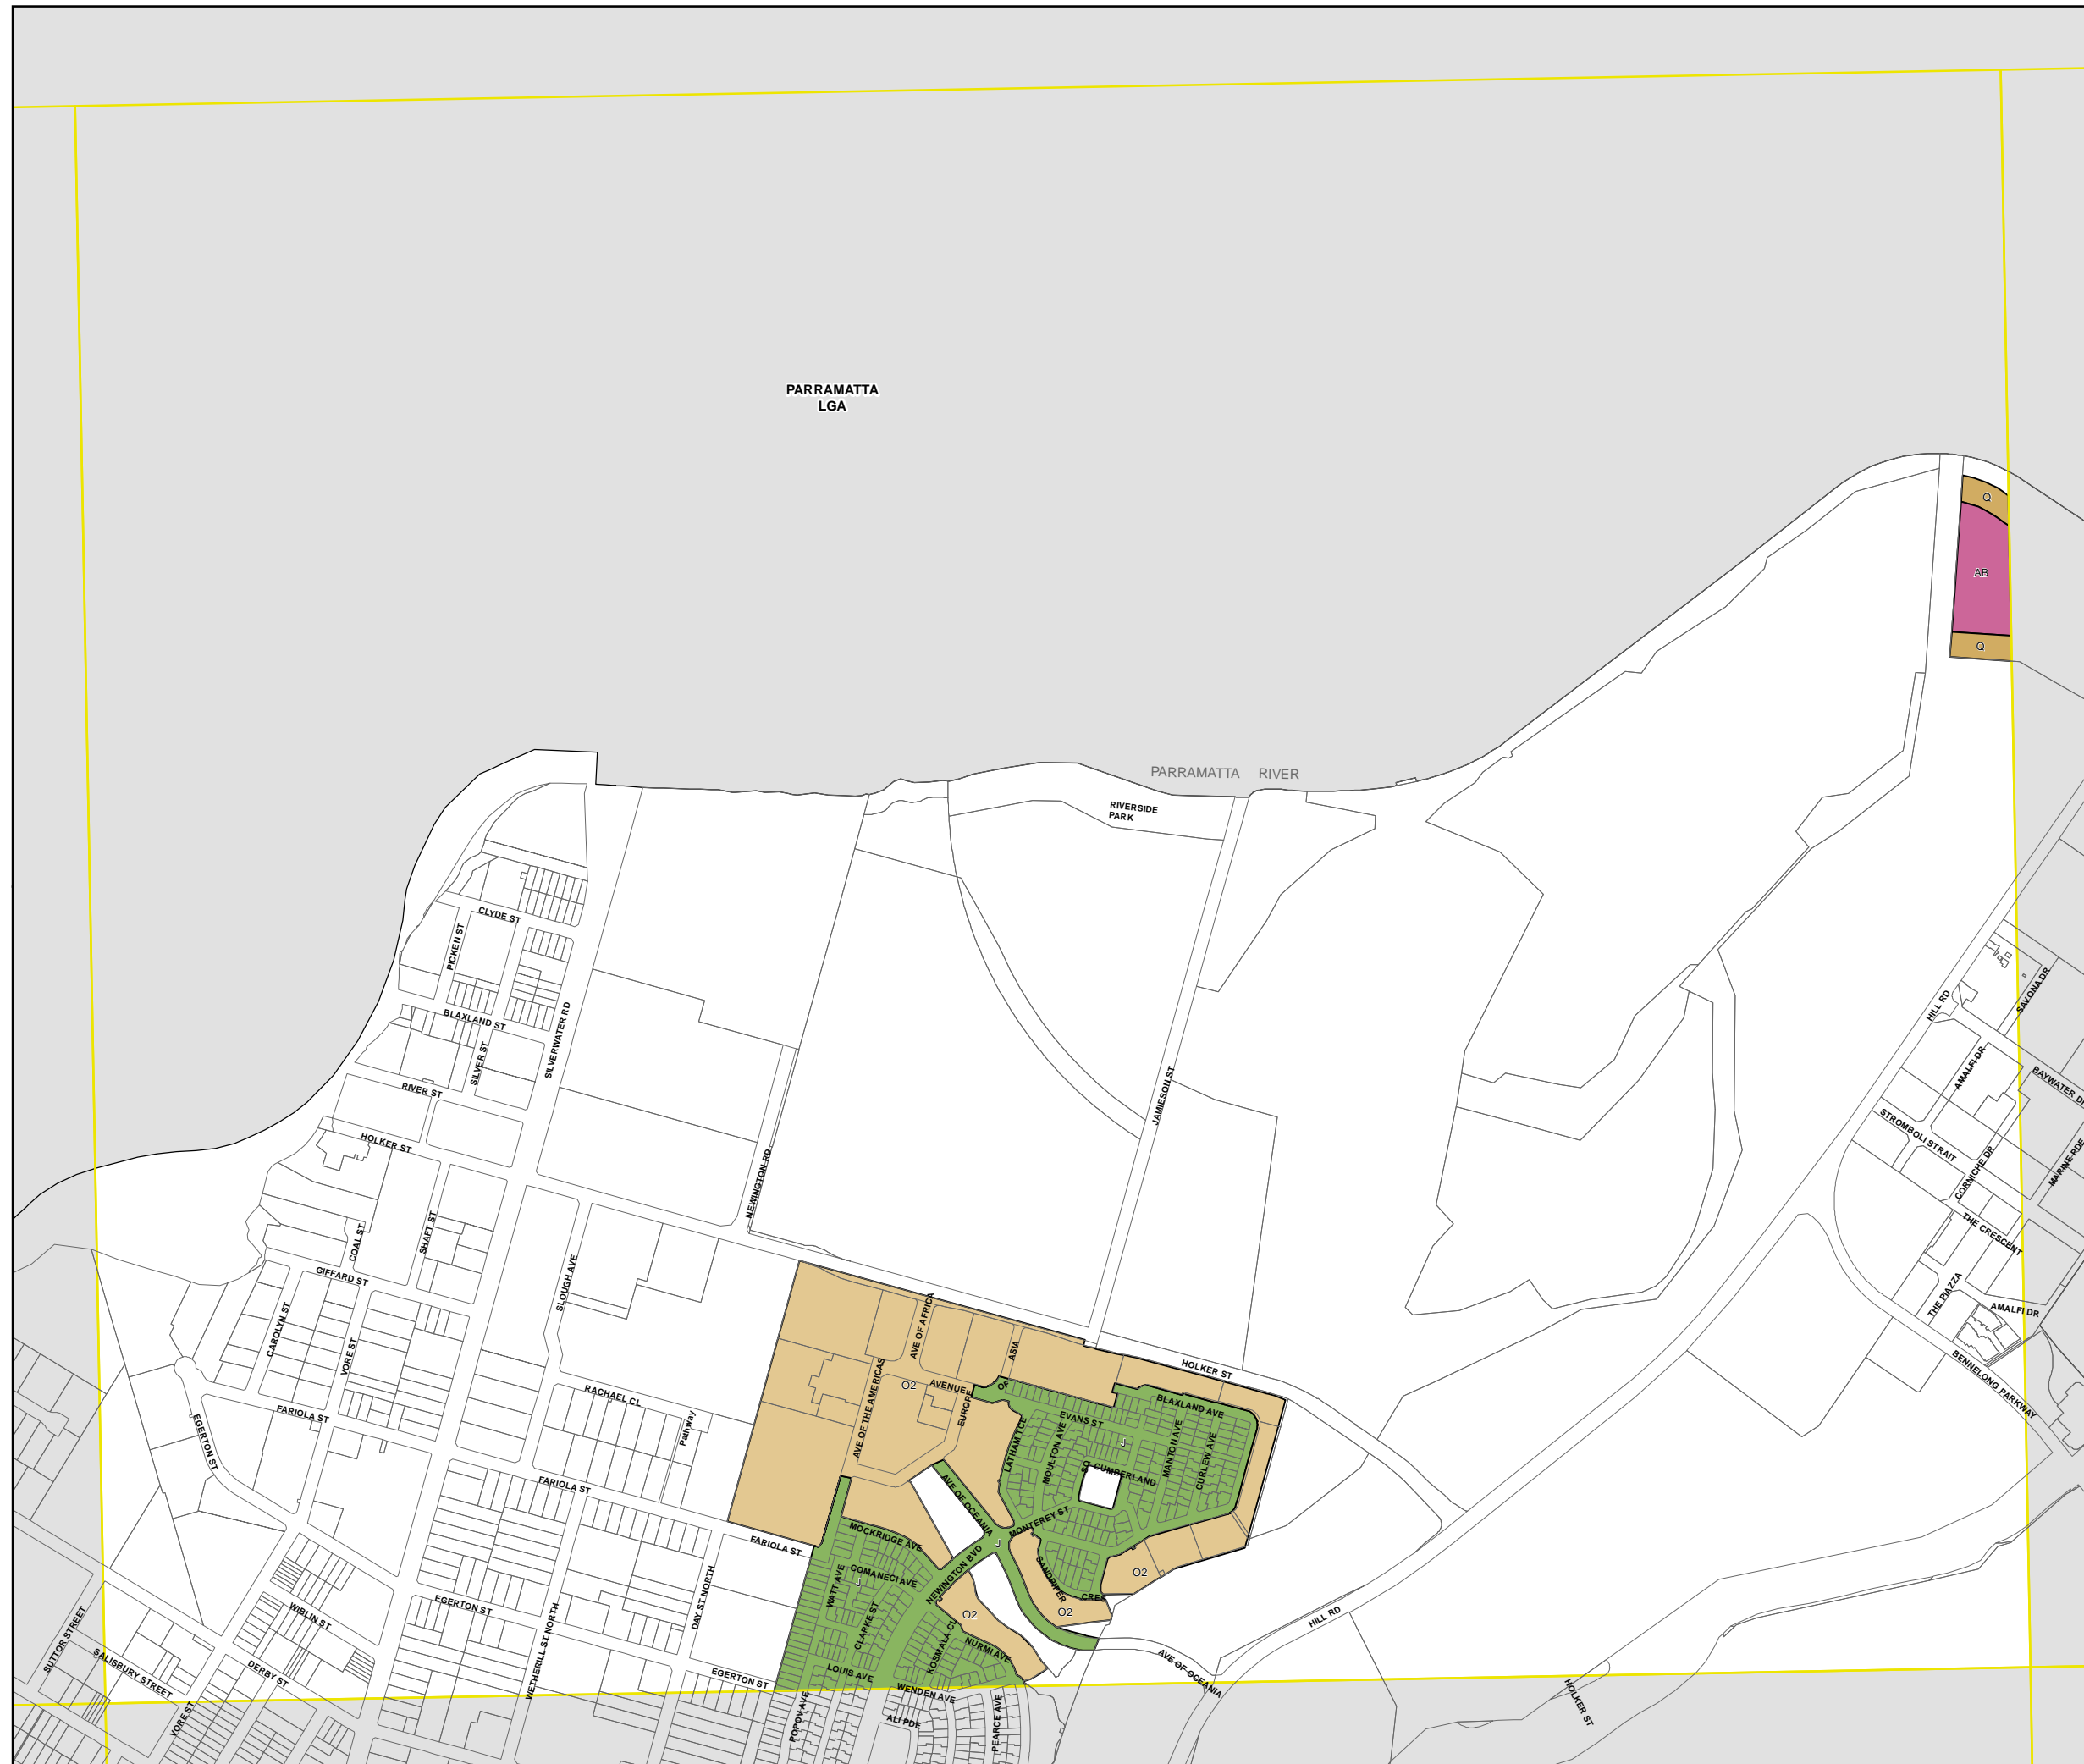 PARRAMATTA
LGA
Q
AB
Q
PARRAMATTA RIVER
RIVERSIDE
PARK
CLYDE ST
PICKEN ST
BLAXLAND ST
SILVER ST
SILVERWATER RD
RIVER ST
HOLKER ST
JAMIESON ST
NEWINGTON RD
HILL RD
SAVONA DR
AMALFI DR
BAYWATER DR
STROMBOLI STRAIT
CORNICHE DR
MARINE PDE
THE CRESCENT
THE PIAZZA
AMALFI DR
BENNELONG PARKWAY
COAL ST
SHAFT ST
GIFFARD ST
SLOUGH AVE
CAROLYN ST
VORE ST
RACHAEL CL
Pathway
FARIOLA ST
EGERTON ST
FARIOLA ST
FARIOLA ST
AVE OF AFRICA
ASIA
AVE OF THE AMERICAS
O2
AVENUE
OF
EUROPE
HOLKER ST
BLAXLAND AVE
EVANS ST
J
LATHAM TCE
MOULTON AVE
MANTON AVE
CURLEW AVE
CUMBERLAND
SQ
AVE OF OCEANIA
MONTEREY ST
J
MOCKRIDGE AVE
COMANECI AVE
WATT AVE
J
NEWINGTON BVD
CLARKE ST
SANDPIPER
CRES
O2
O2
O2
KOSMALA CL
NURMI AVE
LOUIS AVE
WENDEN AVE
ALI PDE
POPOV AVE
PEARCE AVE
EGERTON ST
DAY ST NORTH
EGERTON ST
WETHERILL ST NORTH
WIBLIN ST
DERBY ST
SUTTOR STREET
SALISBURY STREET
VORE ST
HILL RD
AVE OF OCEANIA
HOLKER ST